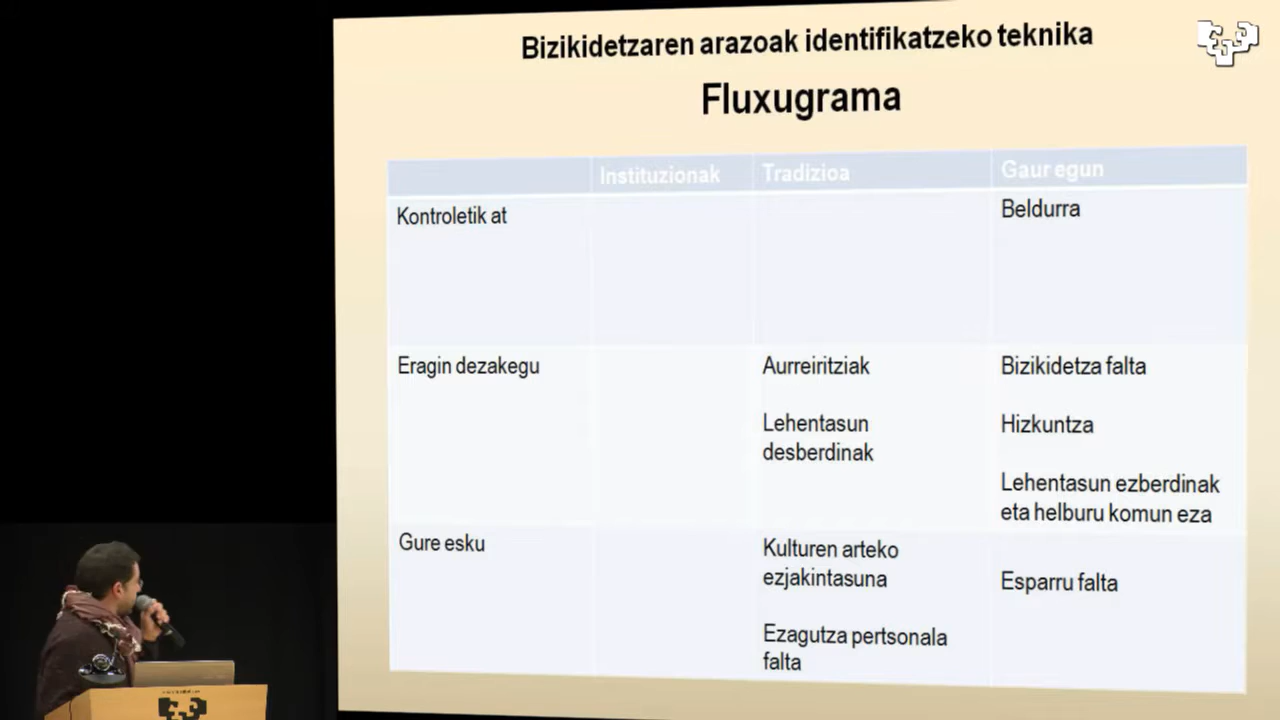 Bizikidetzaren arazoak identifikatzeko teknika
Fluxugrama
Instituzionak Tradizioa Gaur egun
Kontroletik at Beldurra
Eragin dezakegu Aurreiritziak Bizikidetza falta
Lehentasun desberdinak Hizkuntza
Lehentasun ezberdinak eta helburu komun eza
Gure esku Kulturen arteko ezjakintasuna Esparru falta
Ezagutza pertsonala falta